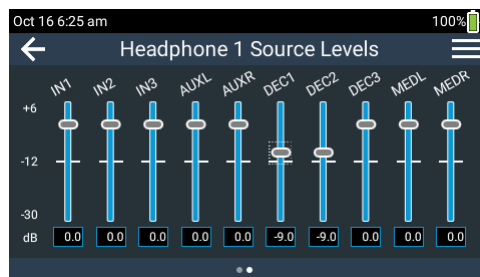 Oct 16 6:25 am 100%
Headphone 1 Source Levels
IN1 IN2 IN3 AUXL AUXR DEC1 DEC2 DEC3 MEDL MEDR
+6
-12
-30
dB 0.0 0.0 0.0 0.0 0.0 -9.0 -9.0 0.0 0.0 0.0